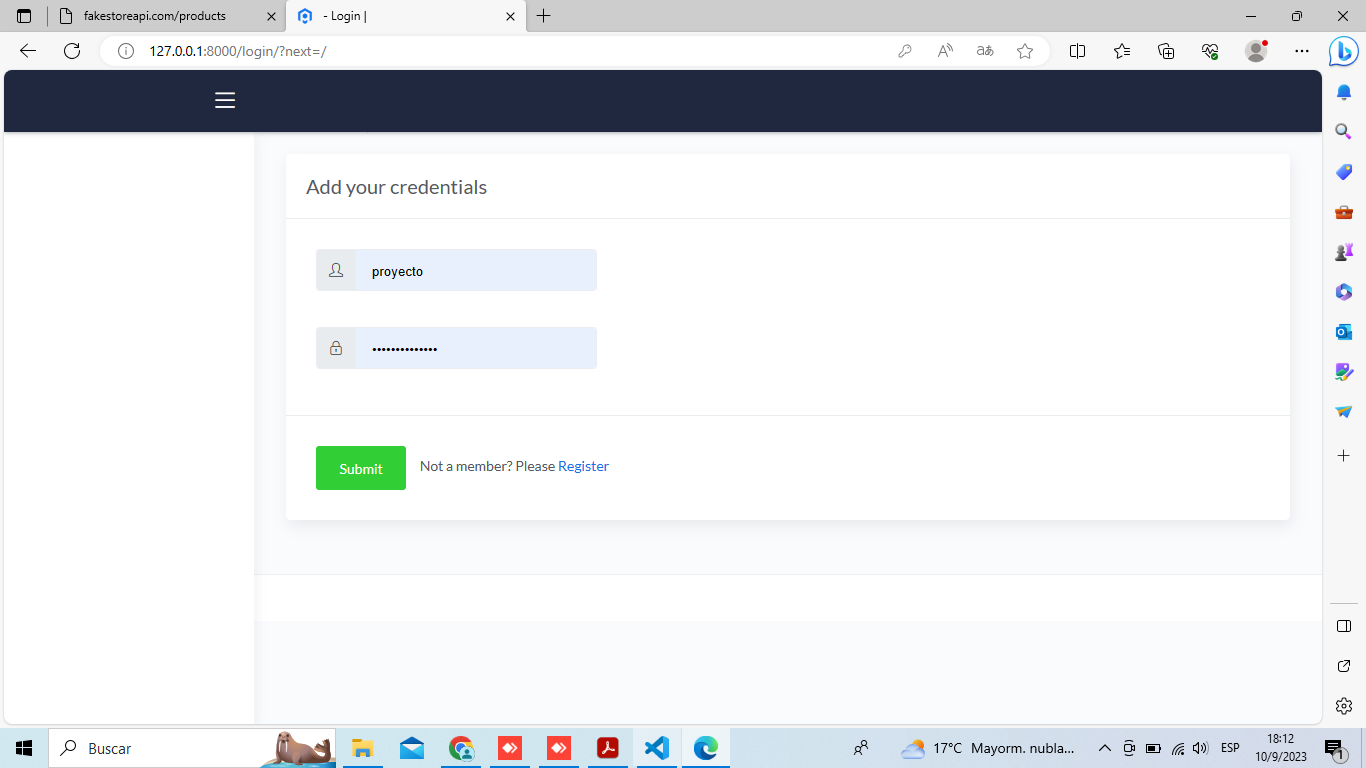 fakestoreapi.com/products
- Login |
127.0.0.1:8000/login/?next=/
Add your credentials
proyecto
••••••••••••••
Submit
Not a member? Please Register
Buscar
17°C Mayorm. nubla...
ESP
18:12
10/9/2023
1